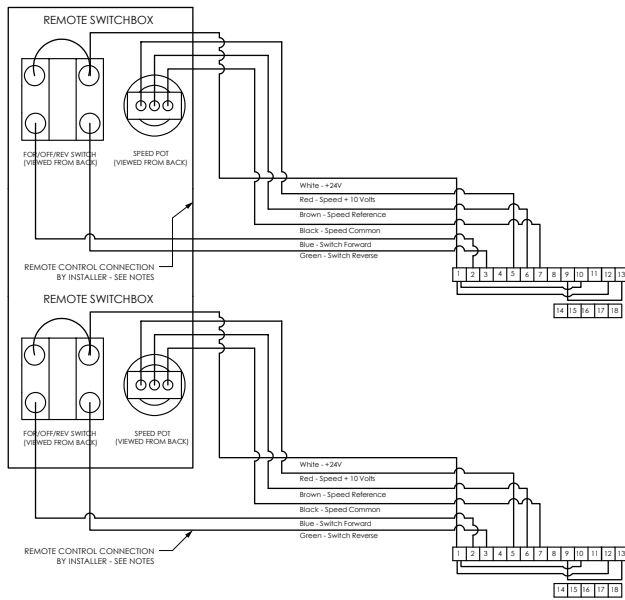 REMOTE SWITCHBOX
FOR/OFF/REV SWITCH
(VIEWED FROM BACK)
SPEED POT
(VIEWED FROM BACK)
White - +24V
Red - Speed + 10 Volts
Brown - Speed Reference
Black - Speed Common
Blue - Switch Forward
Green - Switch Reverse
REMOTE CONTROL CONNECTION
BY INSTALLER - SEE NOTES
1 2 3 4 5 6 7 8 9 10 11 12 13
14 15 16 17 18
REMOTE SWITCHBOX
FOR/OFF/REV SWITCH
(VIEWED FROM BACK)
SPEED POT
(VIEWED FROM BACK)
White - +24V
Red - Speed + 10 Volts
Brown - Speed Reference
Black - Speed Common
Blue - Switch Forward
Green - Switch Reverse
REMOTE CONTROL CONNECTION
BY INSTALLER - SEE NOTES
1 2 3 4 5 6 7 8 9 10 11 12 13
14 15 16 17 18